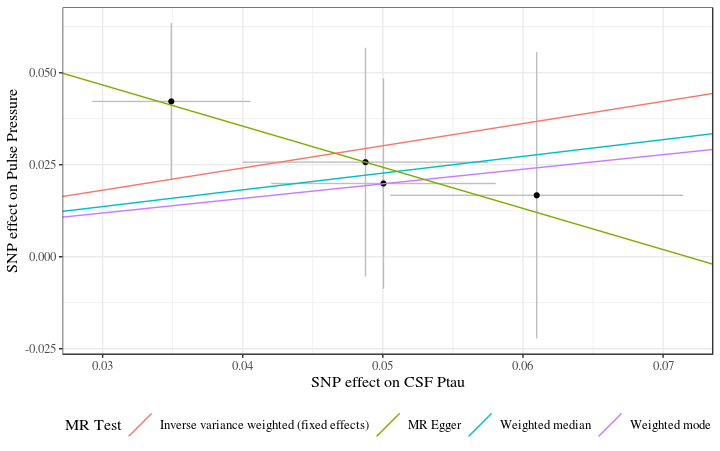 SNP effect on Pulse Pressure
0.050
0.025
0.000
-0.025
0.03 0.04 0.05 0.06 0.07
SNP effect on CSF Ptau
MR Test Inverse variance weighted (fixed effects) MR Egger Weighted median Weighted mode